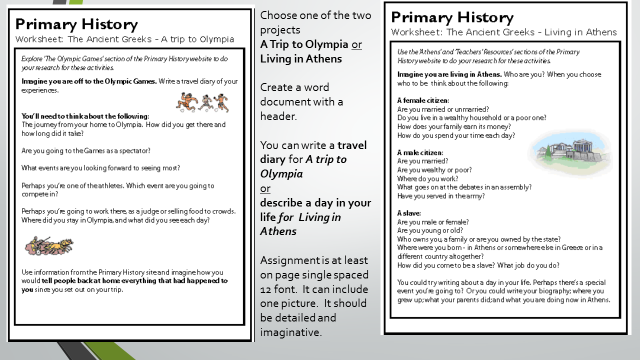 Primary History
Worksheet: The Ancient Greeks - A trip to Olympia
Explore 'The Olympic Games' section of the Primary History website to do
your research for these activities.
Imagine you are off to the Olympic Games. Write a travel diary of your
experiences.
You'll need to think about the following:
The journey from your home to Olympia. How did you get there and
how long did it take?
Are you going to the Games as a spectator?
What events are you looking forward to seeing most?
Perhaps you're one of the athletes. Which event are you going to
compete in?
Perhaps you're going to work there, as a judge or selling food to crowds.
Where did you stay in Olympia, and what did you see each day?
Use information from the Primary History site and imagine how you
would tell people back at home everything that had happened to
you since you set out on your trip.
Choose one of the two
projects
A Trip to Olympia or
Living in Athens
Create a word
document with a
header.
You can write a travel
diary for A trip to
Olympia
or
describe a day in your
life for Living in
Athens
Assignment is at least
on page single spaced
12 font. It can include
one picture. It should
be detailed and
imaginative.
Primary History
Worksheet: The Ancient Greeks - Living in Athens
Use the 'Athens' and 'Teachers' Resources' sections of the Primary
History website to do your research for these activities.
Imagine you are living in Athens. Who are you? When you choose
who to be think about the following:
A female citizen:
Are you married or unmarried?
Do you live in a wealthy household or a poor one?
How does your family earn its money?
How do you spend your time each day?
A male citizen:
Are you married?
Are you wealthy or poor?
Where do you work?
What goes on at the debates in an assembly?
Have you served in the army?
A slave:
Are you male or female?
Are you young or old?
Who owns you, a family or are you owned by the state?
Where were you born - in Athens or somewhere else in Greece or in a
different country altogether?
How did you come to be a slave? What job do you do?
You could try writing about a day in your life. Perhaps there's a special
event you're going to? Or you could write your biography; where you
grew up; what your parents did; and what you are doing now in Athens.